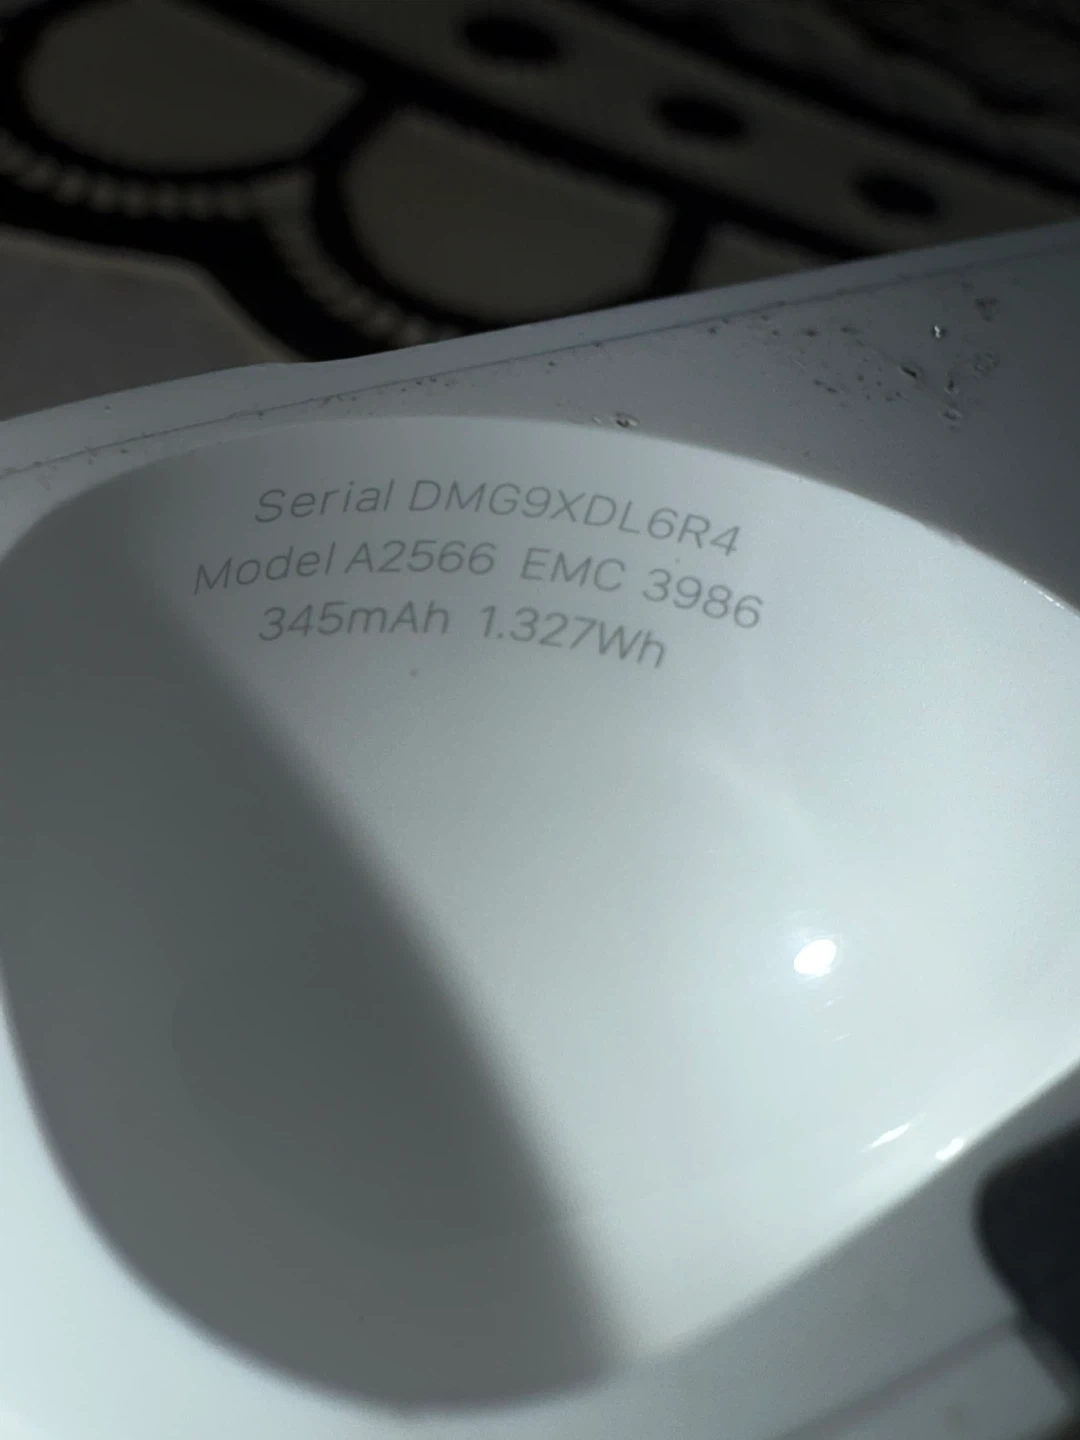 Serial DMG9XDL6R4
Model A2566 EMC 3986
345mAh 1.327Wh